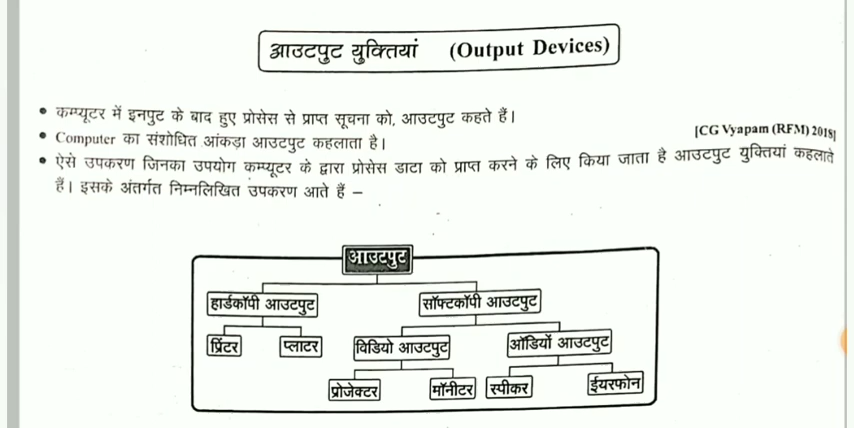 आउटपुट युक्तियां (Output Devices)
• कम्प्यूटर में इनपुट के बाद हुए प्रोसेस से प्राप्त सूचना को, आउटपुट कहते हैं।
• Computer का संशोधित आंकड़ा आउटपुट कहलाता है। [CG Vyapam (RFM) 2018]
• ऐसे उपकरण जिनका उपयोग कम्प्यूटर के द्वारा प्रोसेस डाटा को प्राप्त करने के लिए किया जाता है आउटपुट युक्तियां कहलाते
हैं। इसके अंतर्गत निम्नलिखित उपकरण आते हैं –
आउटपुट
हार्डकॉपी आउटपुट सॉफ्टकॉपी आउटपुट
प्रिंटर प्लाटर विडियो आउटपुट ऑडियों आउटपुट
प्रोजेक्टर मॉनीटर स्पीकर ईयरफोन